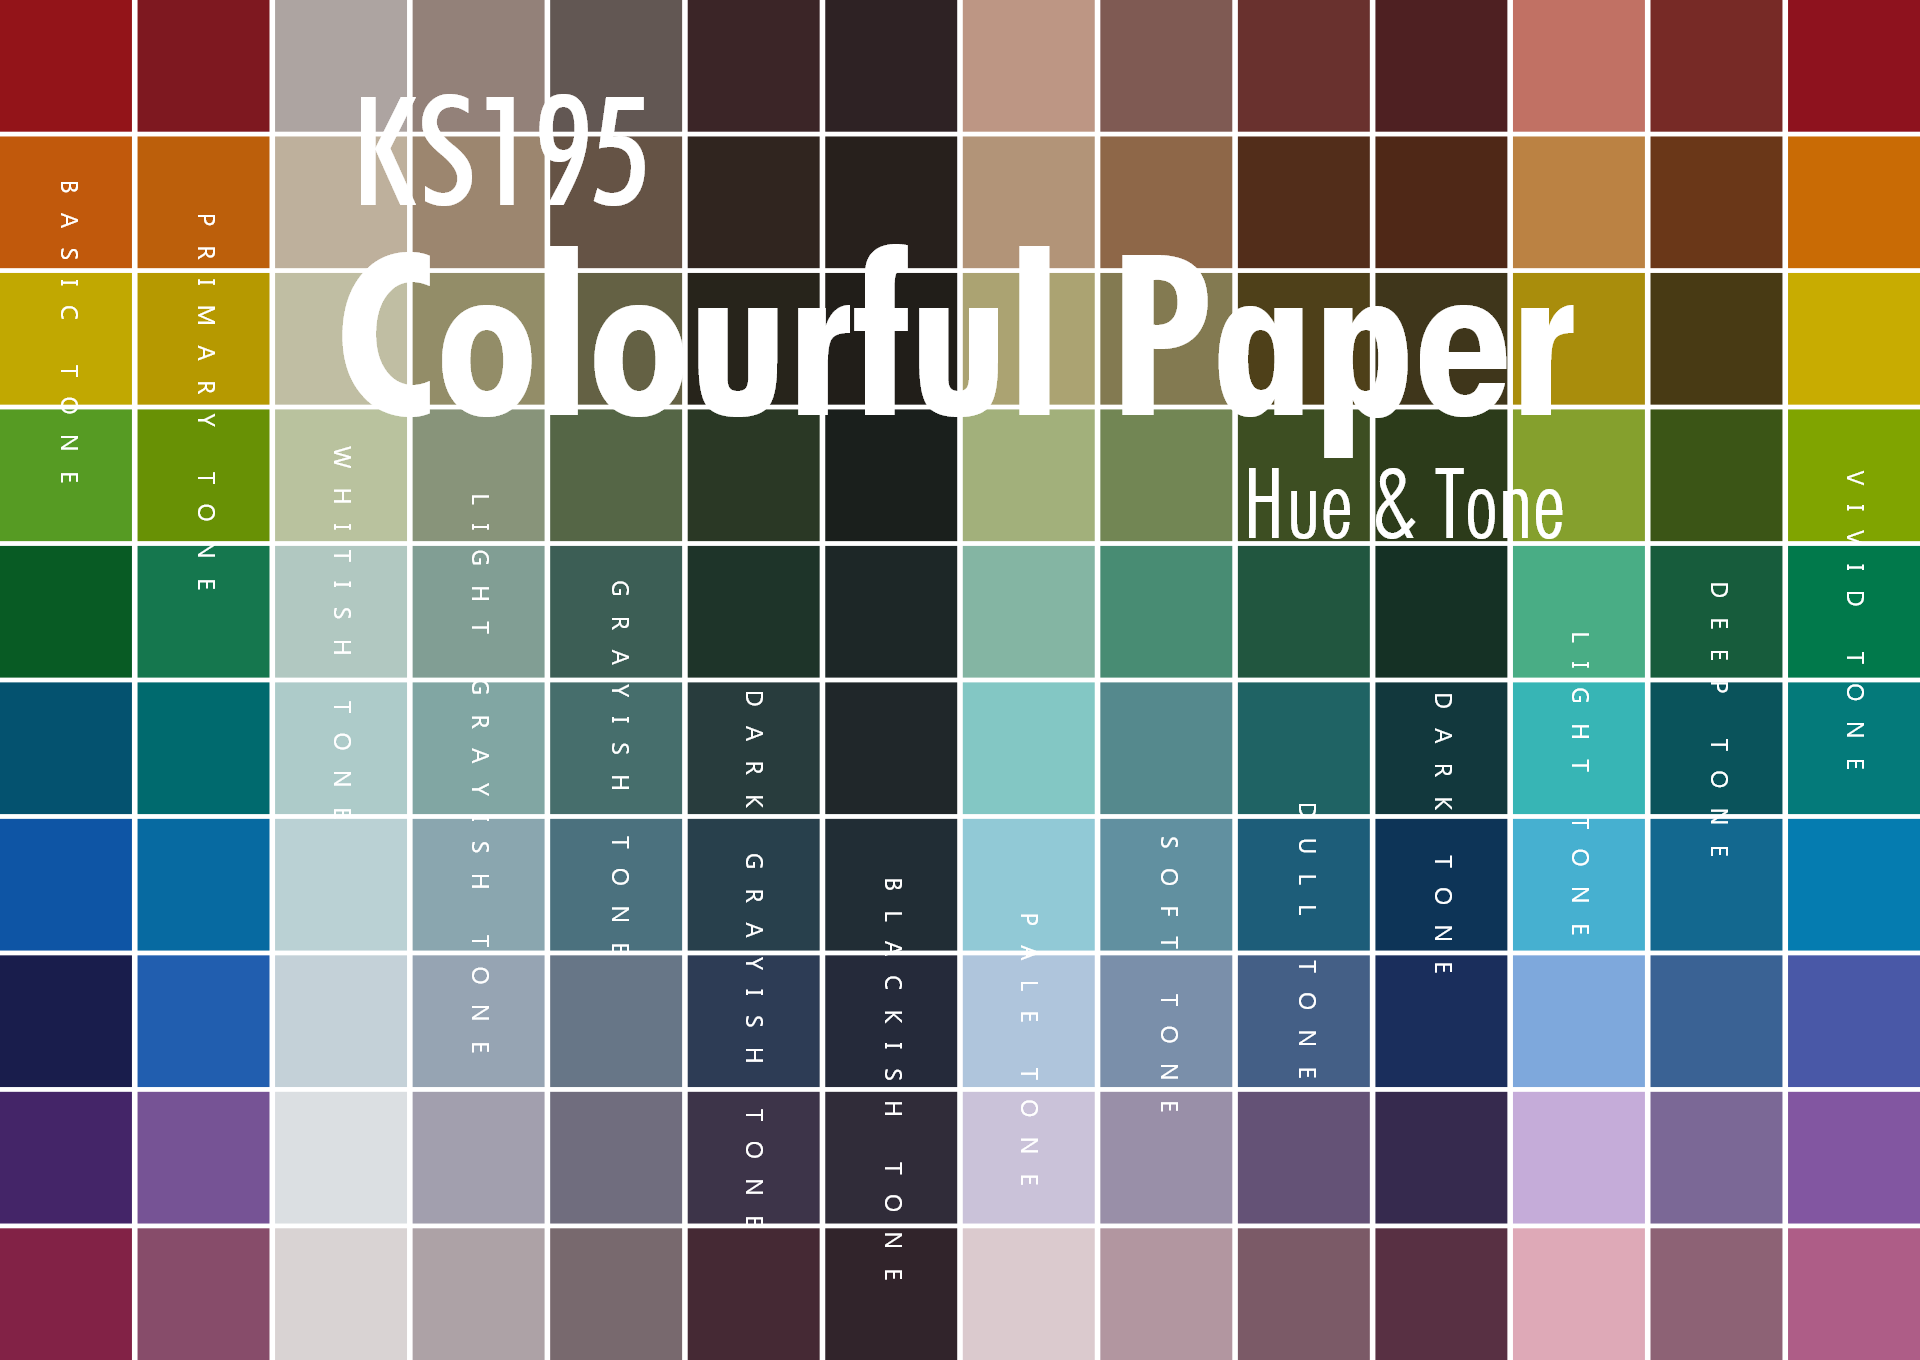 KS195
Colourful Paper
Hue & Tone
BASIC TONE
PRIMARY TONE
WHITISH TONE
LIGHT GRAYISH TONE
GRAYISH TONE
DARK GRAYISH TONE
BLACKISH TONE
PALE TONE
SOFT TONE
DULL TONE
DARK TONE
LIGHT TONE
DEEP TONE
VIVID TONE